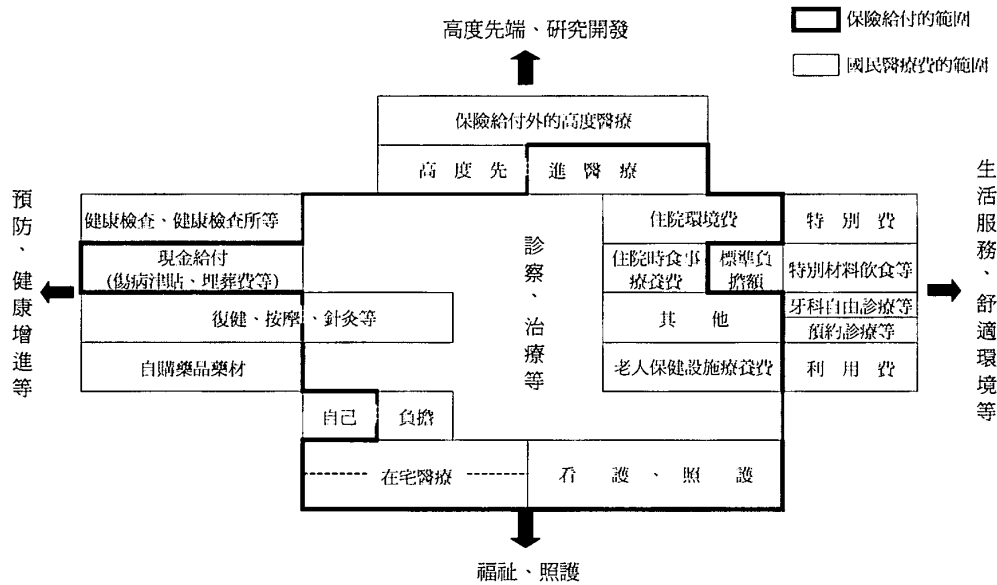 高度先端、研究開發
保險給付的範圍
國民醫療費的範圍
保險給付外的高度醫療
高度先進醫療
預防、健康增進等
生活服務、舒適環境等
健康檢查、健康檢查所等
現金給付
(傷病津貼、埋葬費等)
復健、按摩、針灸等
自購藥品藥材
自己負擔
診察、治療等
住院環境費
特別費
住院時食事
療養費
標準負
擔額
特別材料飲食等
其他
牙科自由診療等
預約診療等
老人保健設施療養費
利用費
在宅醫療
看護、照護
福祉、照護